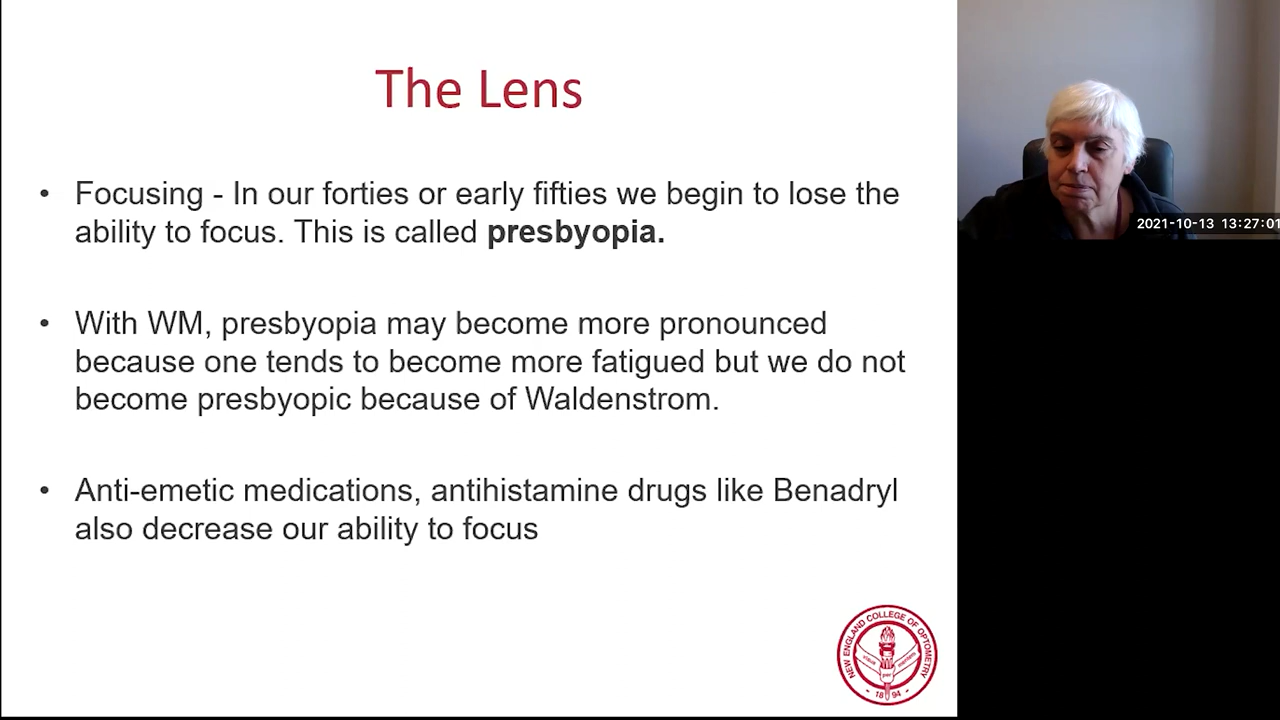 The Lens
• Focusing - In our forties or early fifties we begin to lose the
ability to focus. This is called presbyopia.
• With WM, presbyopia may become more pronounced
because one tends to become more fatigued but we do not
become presbyopic because of Waldenstrom.
• Anti-emetic medications, antihistamine drugs like Benadryl
also decrease our ability to focus
2021-10-13 13:27:01
NEW ENGLAND COLLEGE OF OPTOMETRY
1894